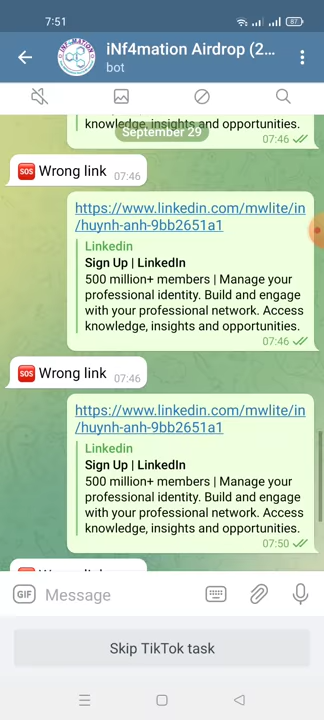 7:51
87
iNf4mation Airdrop (2...
bot
knowledge, insights and opportunities.
07:46
September 29
SOS Wrong link 07:46
https://www.linkedin.com/mwlite/in
/huynh-anh-9bb2651a1
Linkedin
Sign Up | LinkedIn
500 million+ members | Manage your
professional identity. Build and engage
with your professional network. Access
knowledge, insights and opportunities.
07:46
SOS Wrong link 07:46
https://www.linkedin.com/mwlite/in
/huynh-anh-9bb2651a1
Linkedin
Sign Up | LinkedIn
500 million+ members | Manage your
professional identity. Build and engage
with your professional network. Access
knowledge, insights and opportunities.
07:50
GIF Message
Skip TikTok task